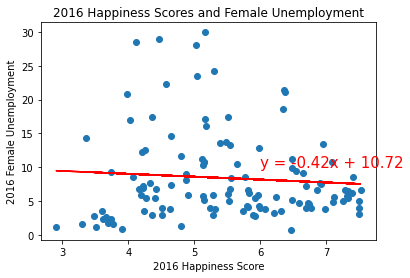 2016 Happiness Scores and Female Unemployment
30
25
20
15
10
5
0
2016 Female Unemployment
y = -0.42x + 10.72
3 4 5 6 7
2016 Happiness Score